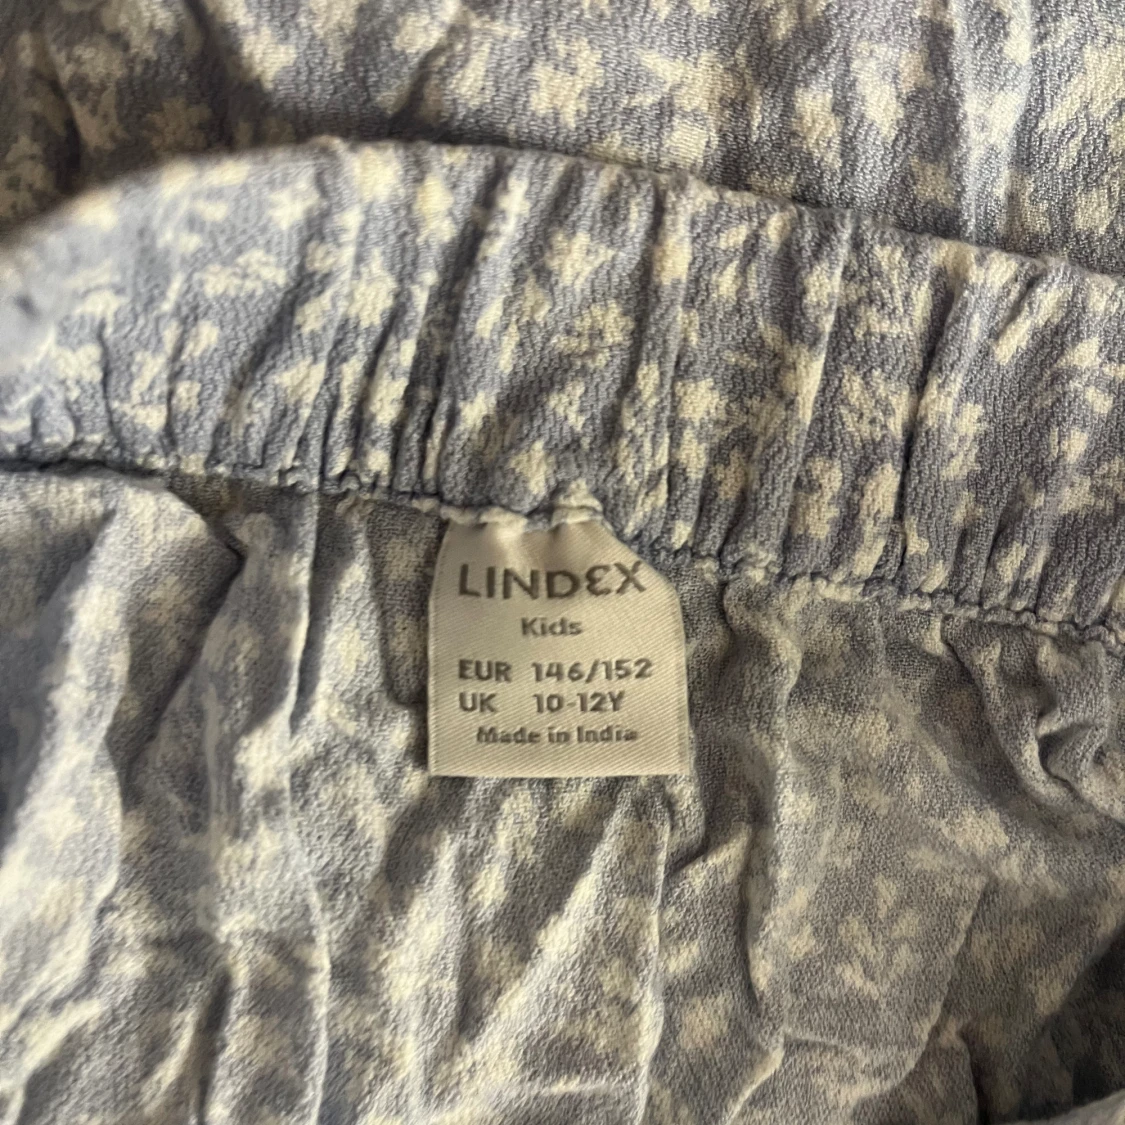 LINDEX
Kids
EUR 146/152
UK 10-12Y
Made in India